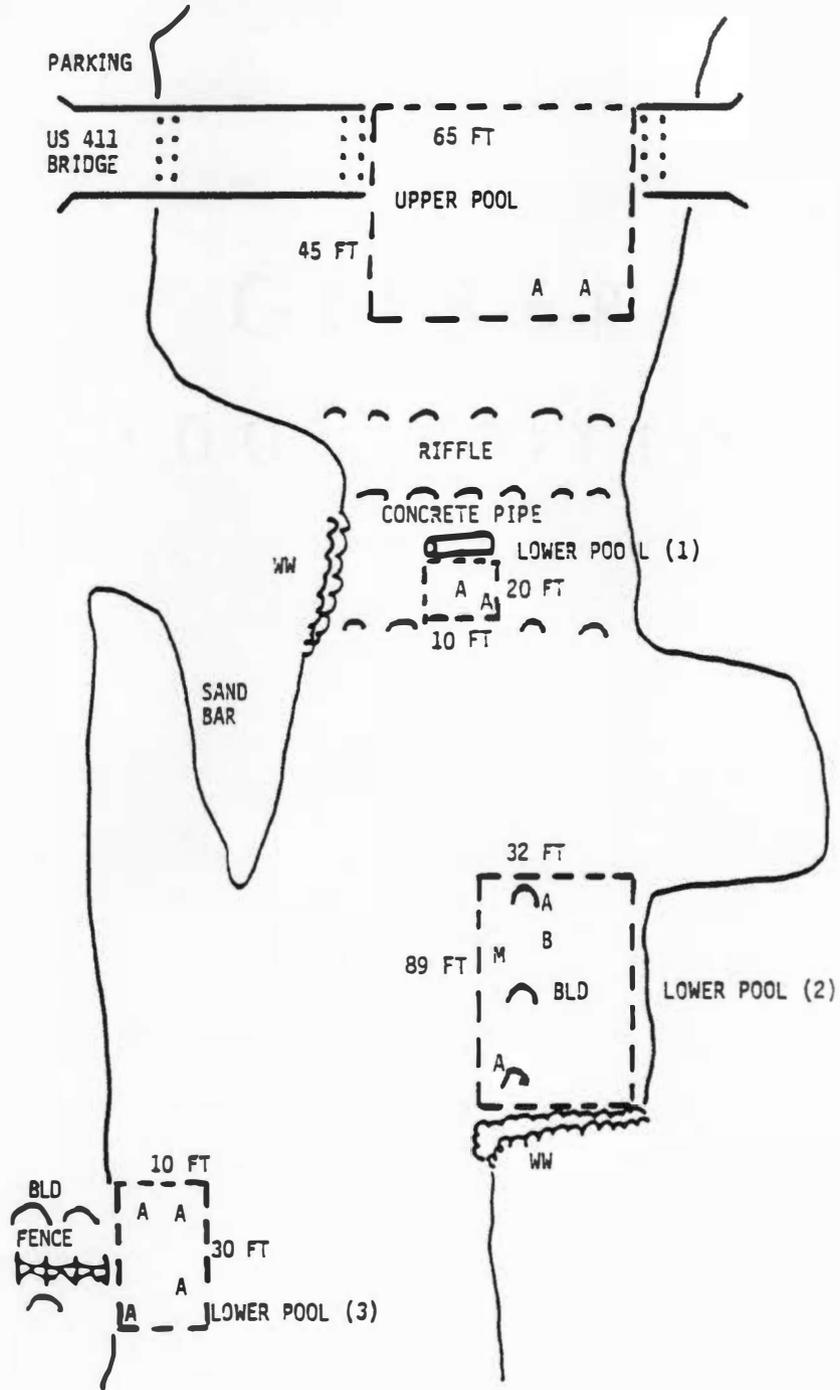 PARKING
US 411
BRIDGE
65 FT
UPPER POOL
45 FT
A A
RIFFLE
CONCRETE PIPE
LOWER POOL (1)
WW
A
A
20 FT
10 FT
SAND
BAR
32 FT
A
B
M
89 FT
BLD
LOWER POOL (2)
A
WW
10 FT
BLD
A A
FENCE
30 FT
A
A
LOWER POOL (3)